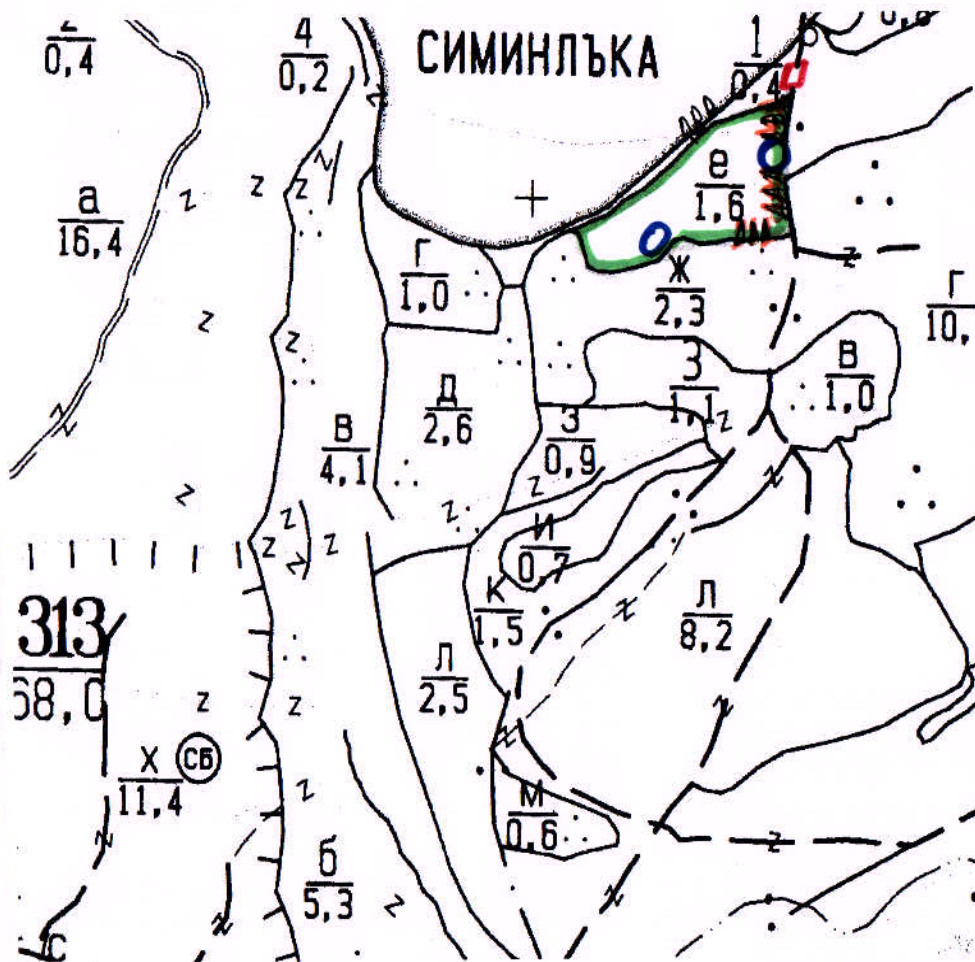 0,4
4
0,2
СИМИНЛЪКА
1
0,4
а
16,4
е
1,6
Г
1,0
Ж
2,3
Г
10,
Д
2,6
З
1,1
В
1,0
В
4,1
З
0,9
И
0,7
К
1,5
Л
8,2
313
68,0
Л
2,5
Х
11,4
СБ
М
0,6
б
5,3
С